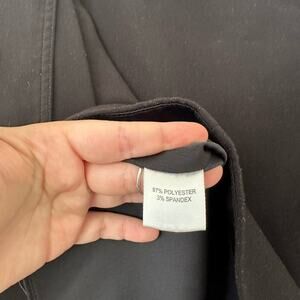 97% POLYESTER
3% SPANDEX